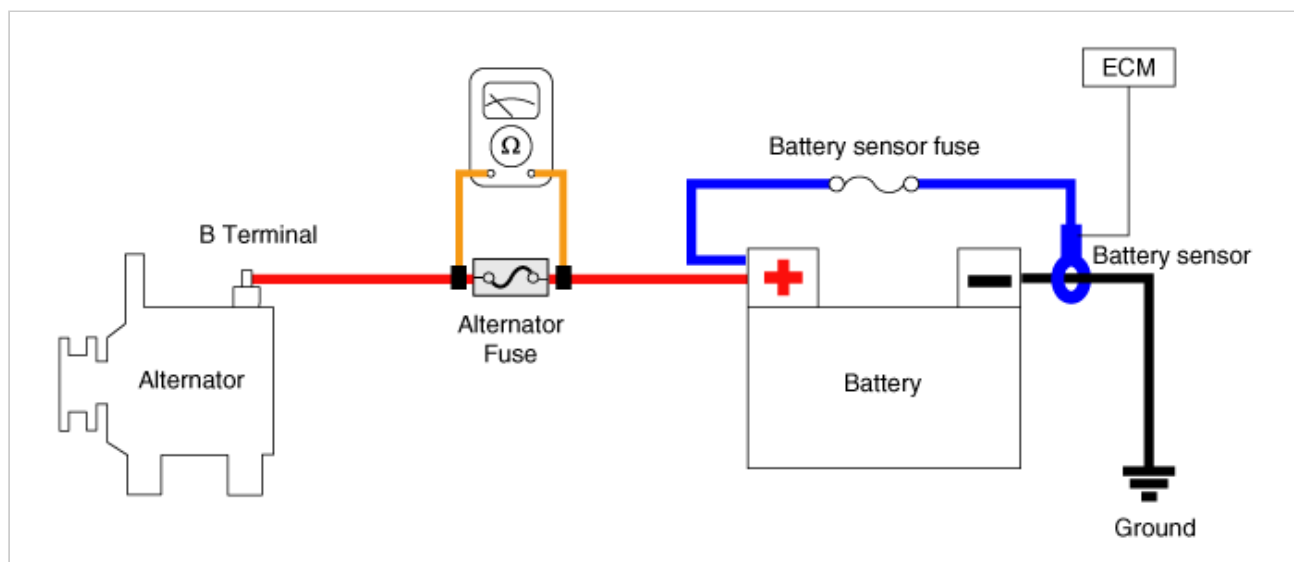 ECM
Ω
Battery sensor fuse
B Terminal
Battery sensor
+
−
Alternator
Fuse
Alternator
Battery
Ground